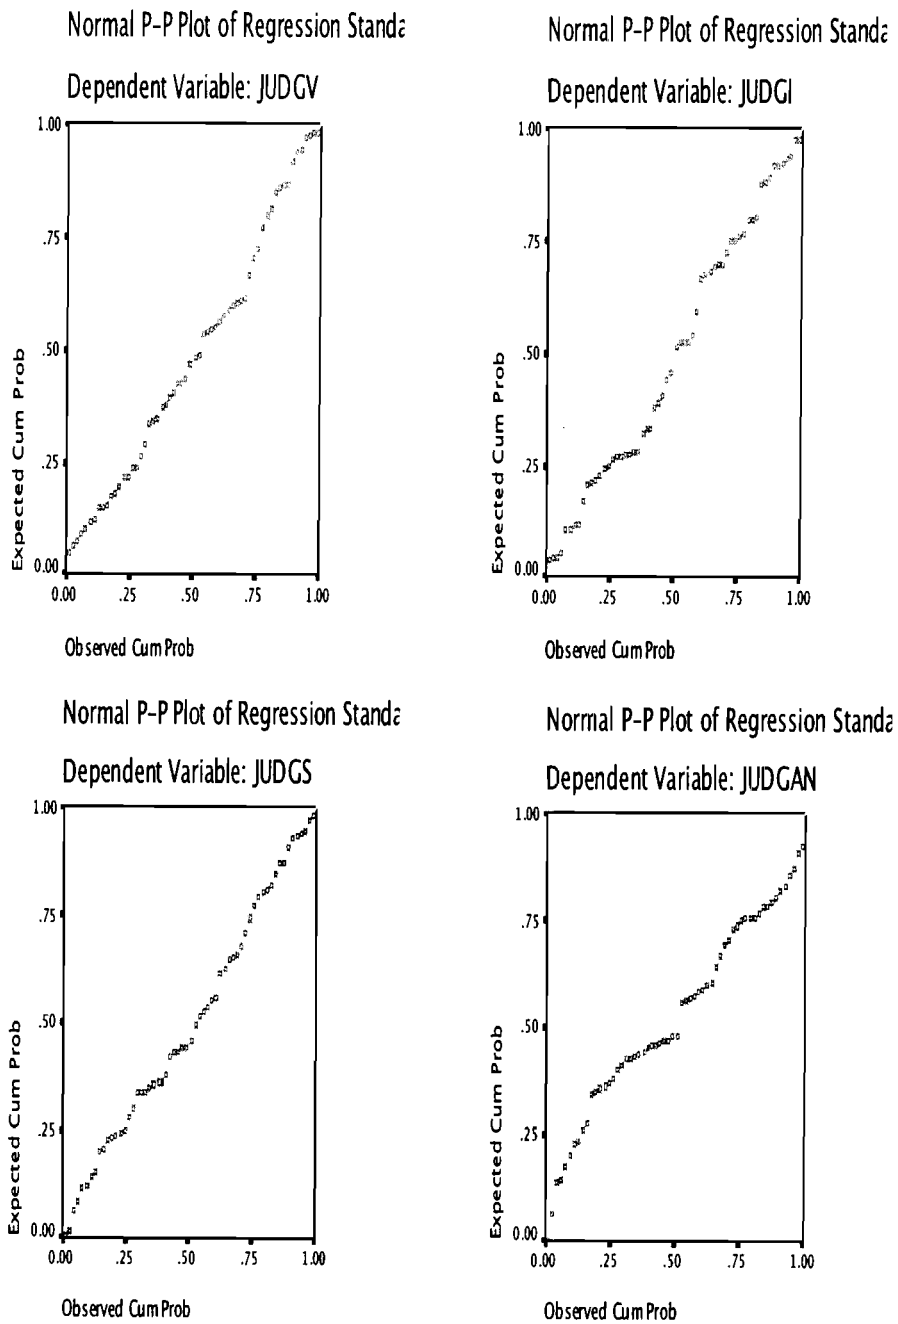 Normal P-P Plot of Regression Standa
Dependent Variable: JUDGV
1.00
.75
.50
.25
0.00
Expected Cum Prob
0.00 .25 .50 .75 1.00
Observed Cum Prob
Normal P-P Plot of Regression Standa
Dependent Variable: JUDGI
1.00
.75
.50
.25
0.00
Expected Cum Prob
0.00 .25 .50 .75 1.00
Observed Cum Prob
Normal P-P Plot of Regression Standa
Dependent Variable: JUDGS
1.00
.75
.50
.25
0.00
Expected Cum Prob
0.00 .25 .50 .75 1.00
Observed Cum Prob
Normal P-P Plot of Regression Standa
Dependent Variable: JUDGAN
1.00
.75
.50
.25
0.00
Expected Cum Prob
0.00 .25 .50 .75 1.00
Observed Cum Prob